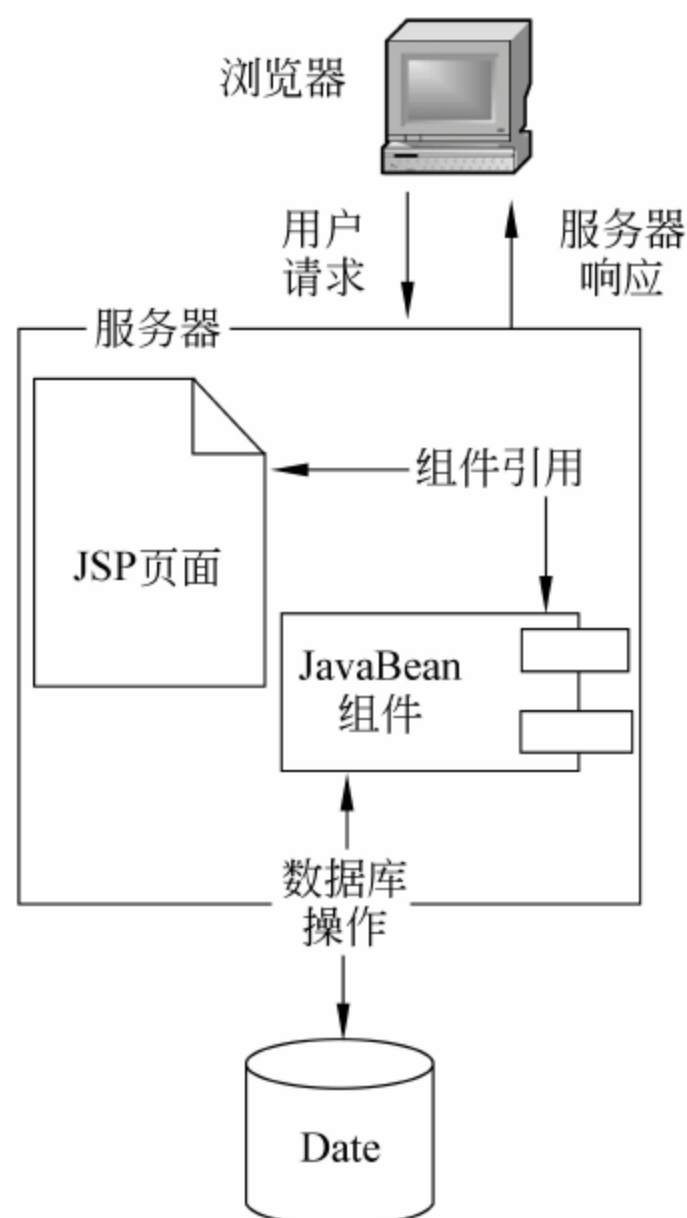 浏览器
用户
请求
服务器
响应
服务器
组件引用
JSP页面
JavaBean
组件
数据库
操作
Date